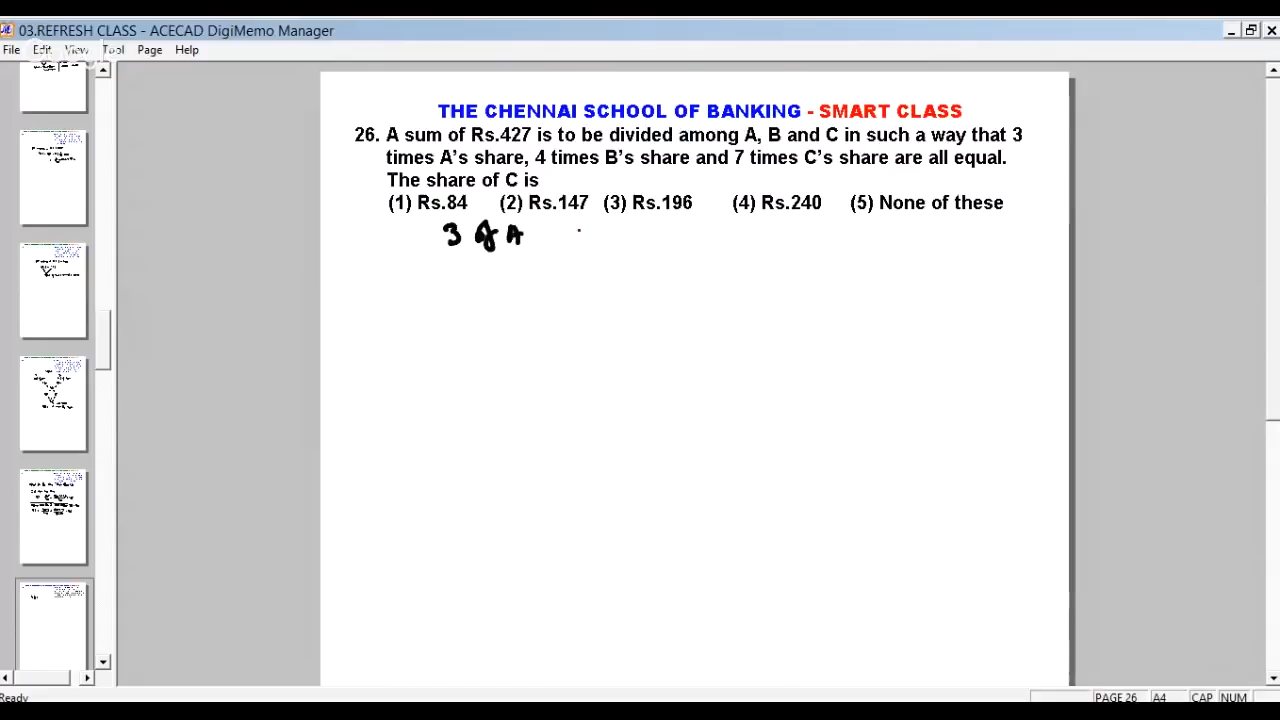 03.REFRESH CLASS - ACECAD DigiMemo Manager
File Edit View Tool Page Help
THE CHENNAI SCHOOL OF BANKING - SMART CLASS
26. A sum of Rs.427 is to be divided among A, B and C in such a way that 3
times A's share, 4 times B's share and 7 times C's share are all equal.
The share of C is
(1) Rs.84 (2) Rs.147 (3) Rs.196 (4) Rs.240 (5) None of these
3 of A
Ready PAGE 26 A4 CAP NUM